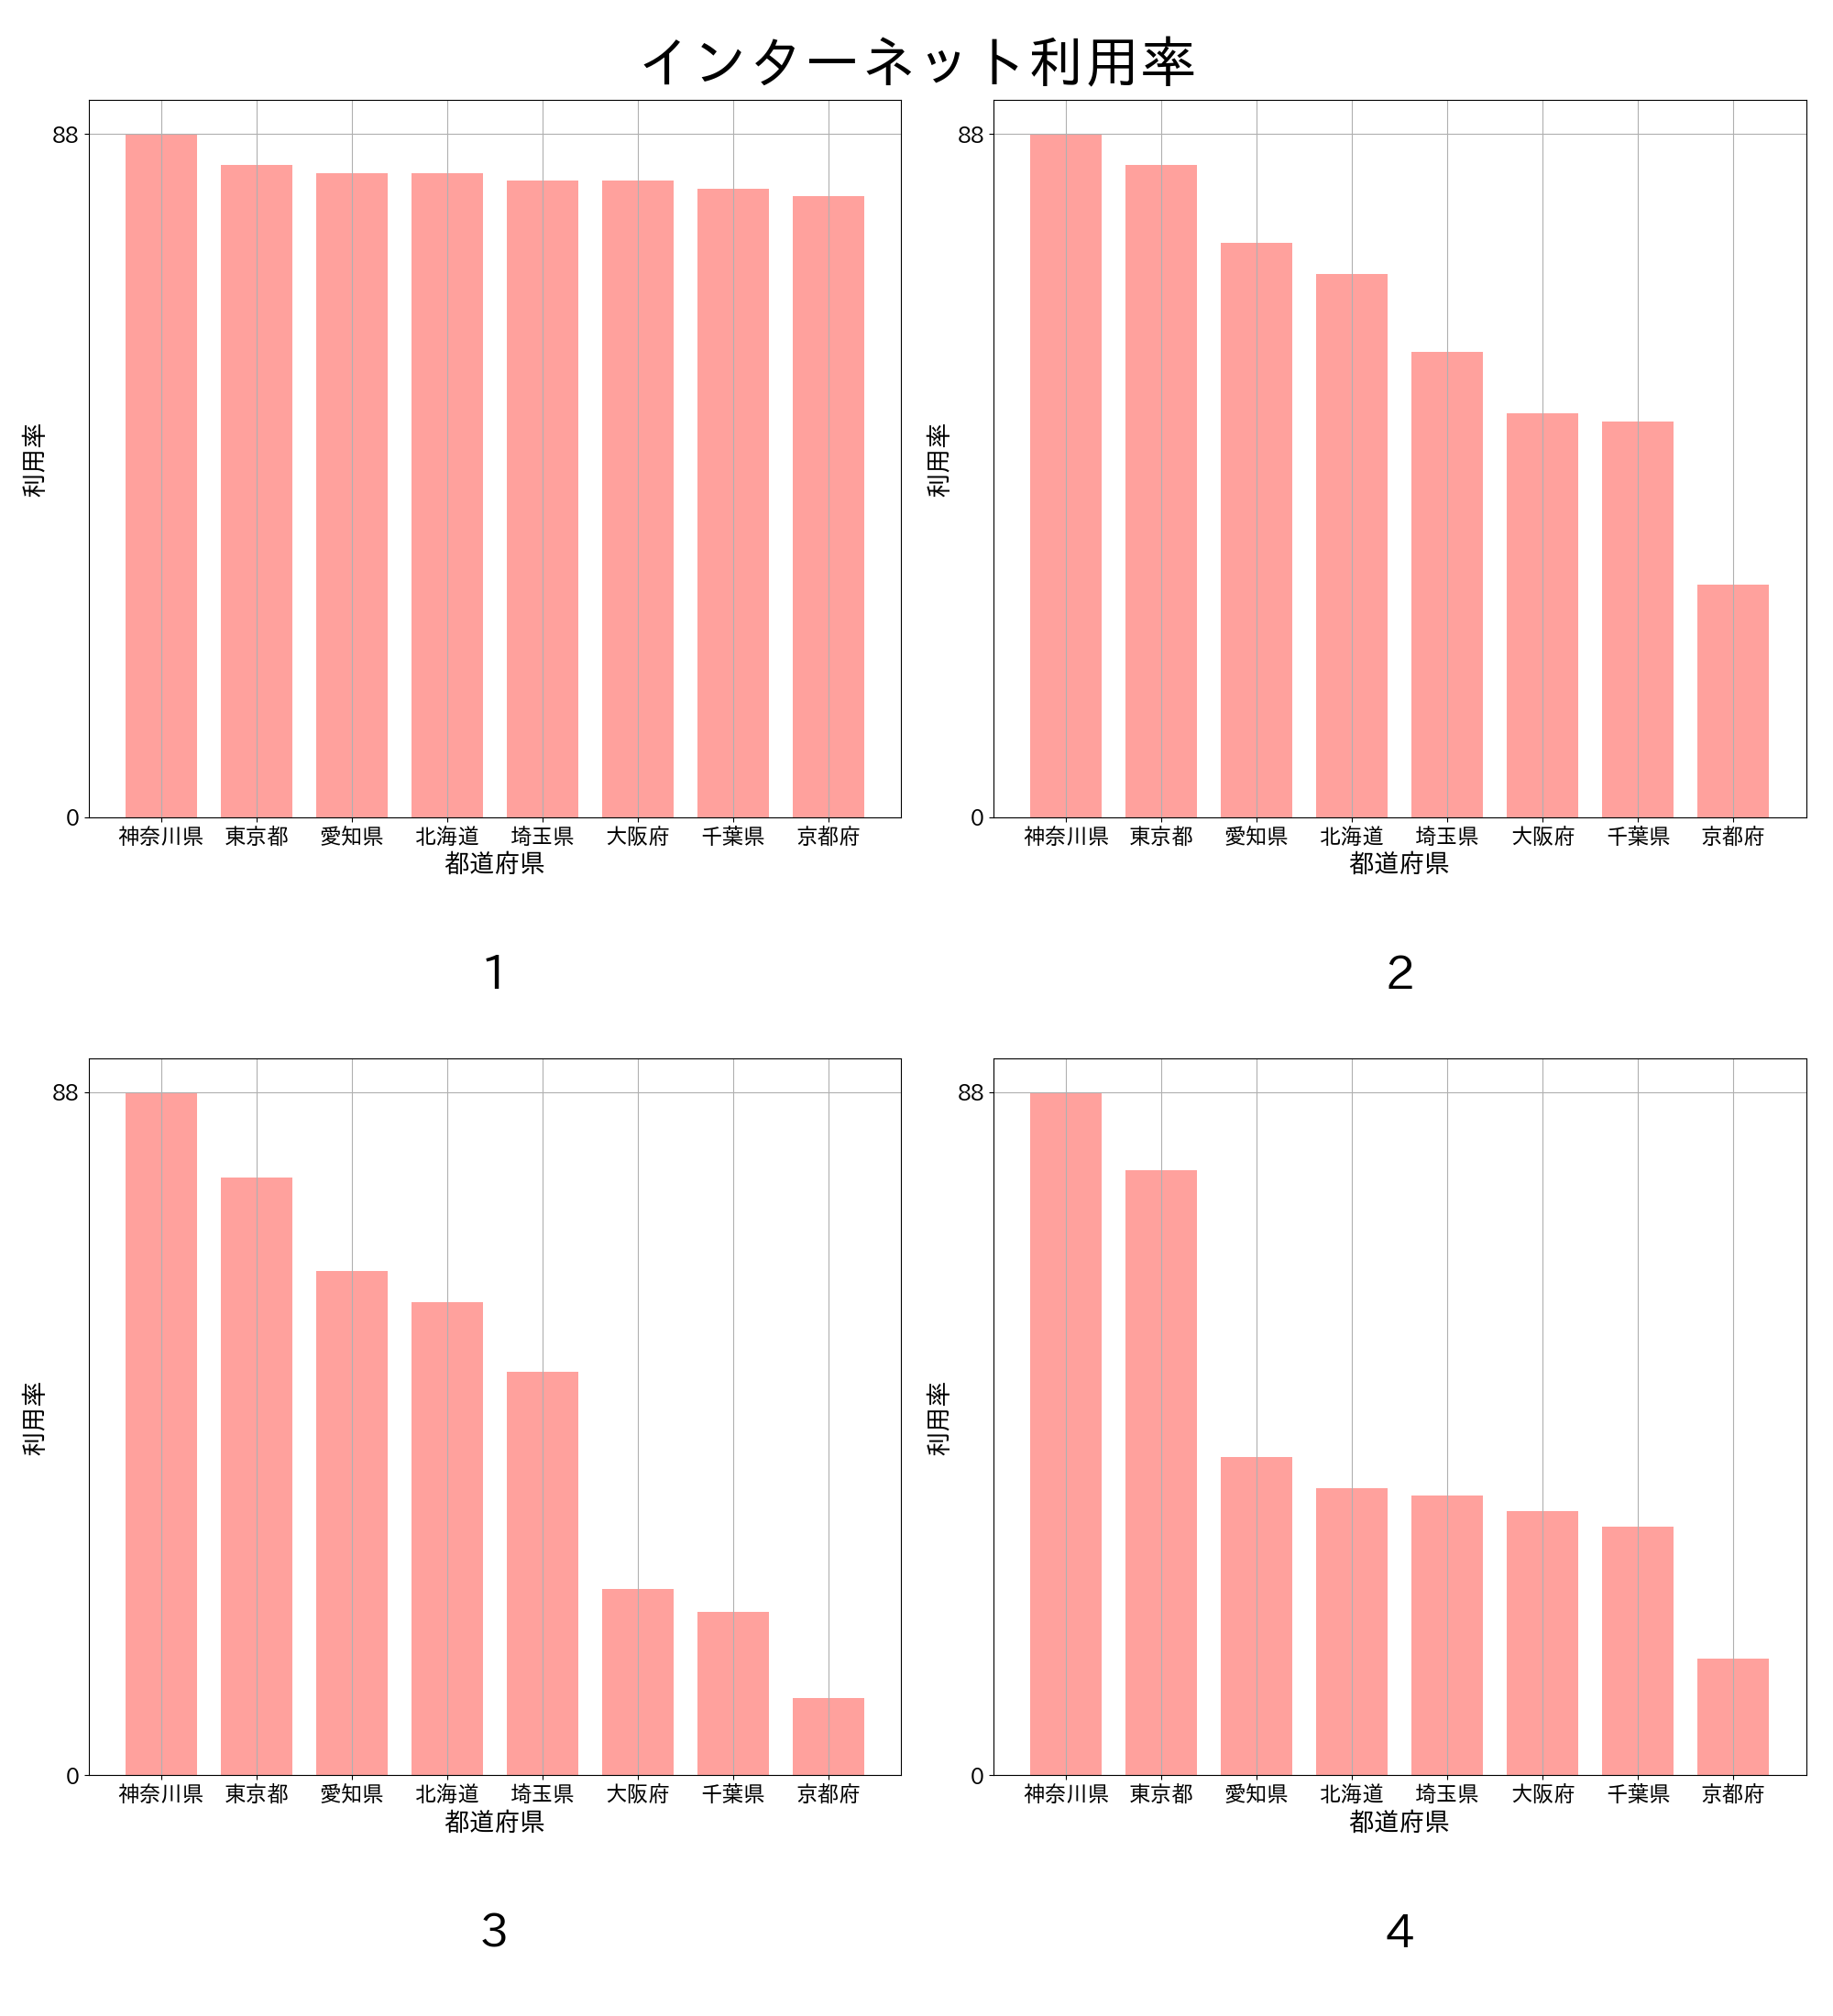 インターネット利用率
88
0
利用率
神奈川県 東京都 愛知県 北海道 埼玉県 大阪府 千葉県 京都府
都道府県
1
88
0
利用率
神奈川県 東京都 愛知県 北海道 埼玉県 大阪府 千葉県 京都府
都道府県
2
88
0
利用率
神奈川県 東京都 愛知県 北海道 埼玉県 大阪府 千葉県 京都府
都道府県
3
88
0
利用率
神奈川県 東京都 愛知県 北海道 埼玉県 大阪府 千葉県 京都府
都道府県
4